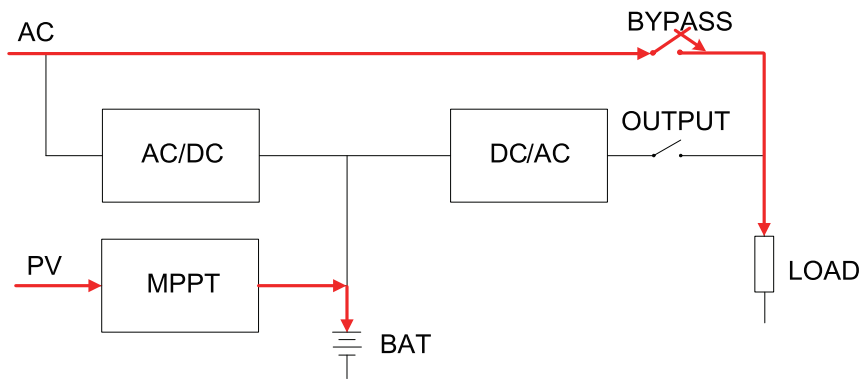 AC
BYPASS
AC/DC
DC/AC
OUTPUT
PV
MPPT
LOAD
BAT